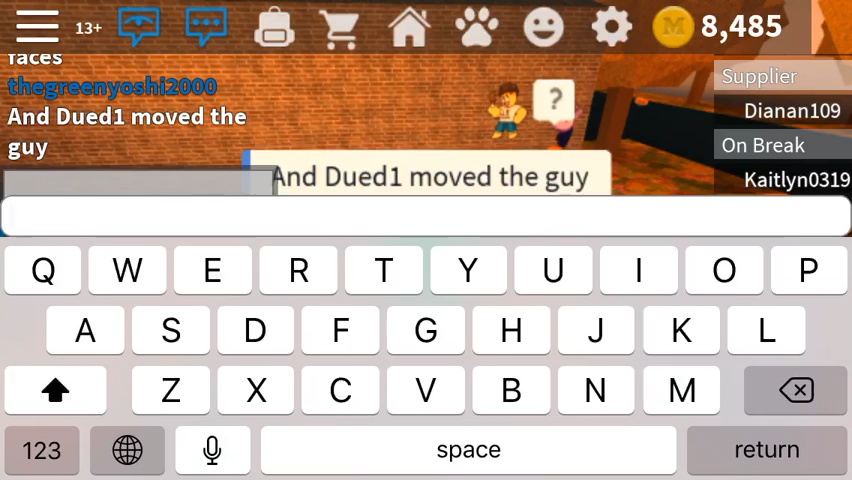 13+
8,485
faces
thegreenyoshi2000
And Dued1 moved the
guy
?
Supplier
Dianan109
On Break
Kaitlyn0319
And Dued1 moved the guy
Q W E R T Y U I O P
A S D F G H J K L
Z X C V B N M
123 space return